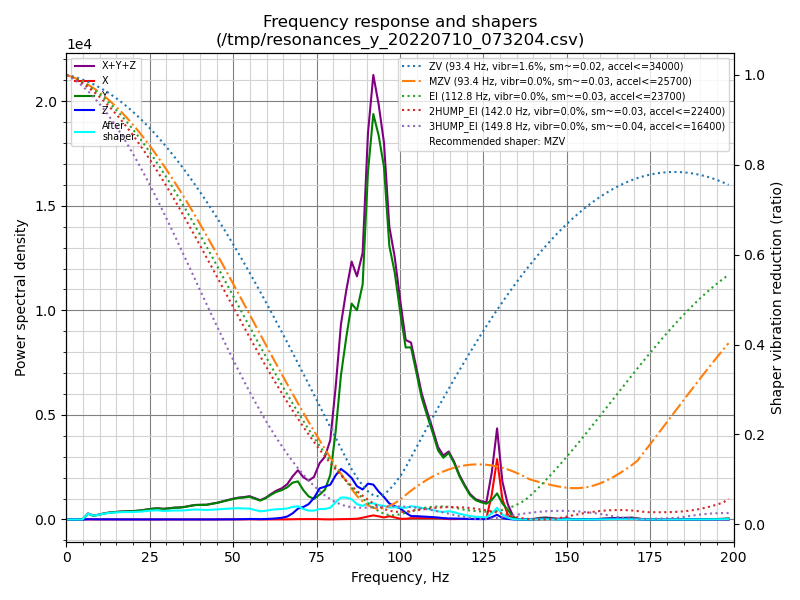 Frequency response and shapers
(/tmp/resonances_y_20220710_073204.csv)
1e4
X+Y+Z
X
Y
Z
After
shaper
ZV (93.4 Hz, vibr=1.6%, sm~=0.02, accel<=34000)
MZV (93.4 Hz, vibr=0.0%, sm~=0.03, accel<=25700)
EI (112.8 Hz, vibr=0.0%, sm~=0.03, accel<=23700)
2HUMP_EI (142.0 Hz, vibr=0.0%, sm~=0.03, accel<=22400)
3HUMP_EI (149.8 Hz, vibr=0.0%, sm~=0.04, accel<=16400)
Recommended shaper: MZV
2.0
1.5
1.0
0.5
0.0
Power spectral density
1.0
0.8
0.6
0.4
0.2
0.0
Shaper vibration reduction (ratio)
0 25 50 75 100 125 150 175 200
Frequency, Hz